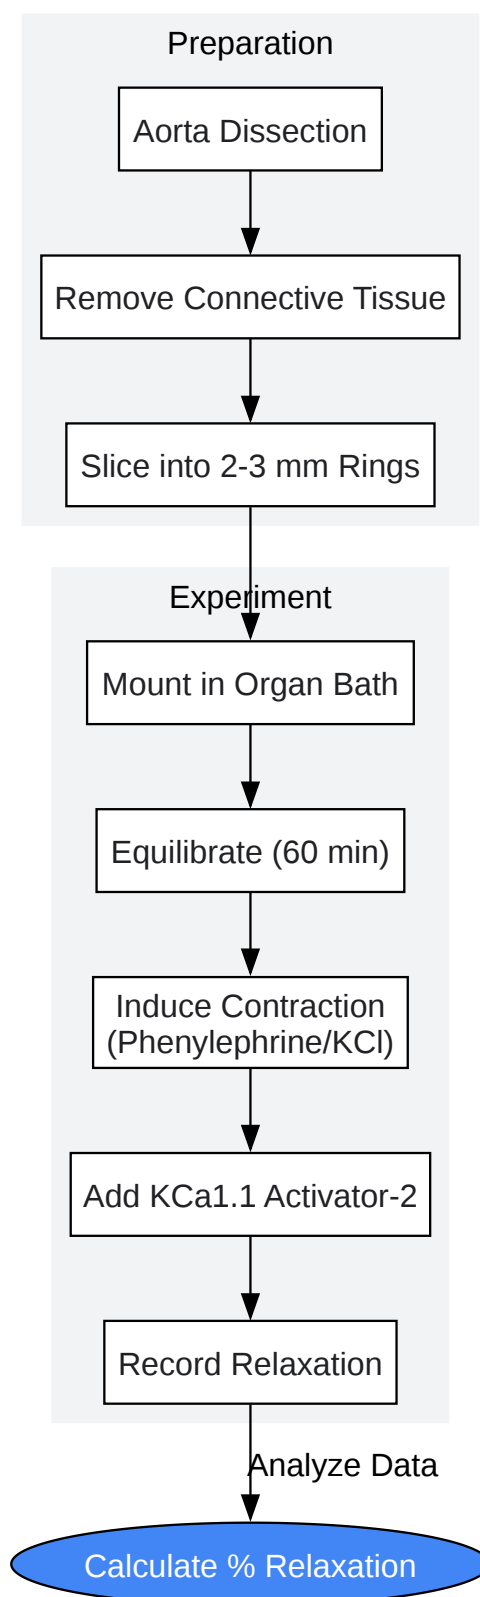 Preparation
Aorta Dissection
Remove Connective Tissue
Slice into 2-3 mm Rings
Experiment
Mount in Organ Bath
Equilibrate (60 min)
Induce Contraction
(Phenylephrine/KCl)
Add KCa1.1 Activator-2
Record Relaxation
Analyze Data
Calculate % Relaxation